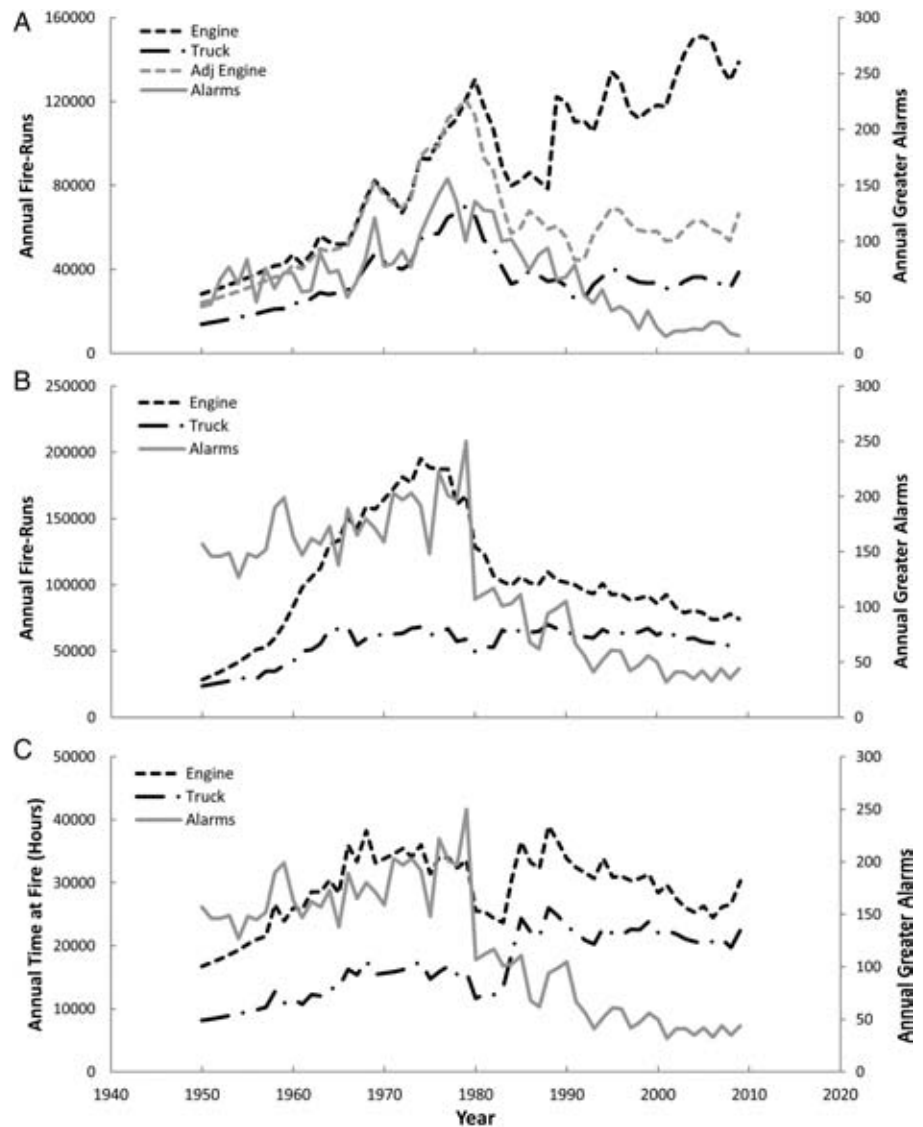 A
Annual Fire-Runs
160000
120000
80000
40000
0
Engine
Truck
Adj Engine
Alarms
300
250
200
150
100
50
0
Annual Greater Alarms
B
Annual Fire-Runs
250000
200000
150000
100000
50000
0
Engine
Truck
Alarms
300
250
200
150
100
50
0
Annual Greater Alarms
C
Annual Time at Fire (Hours)
50000
40000
30000
20000
10000
0
Engine
Truck
Alarms
300
250
200
150
100
50
0
Annual Greater Alarms
1940 1950 1960 1970 1980 1990 2000 2010 2020
Year